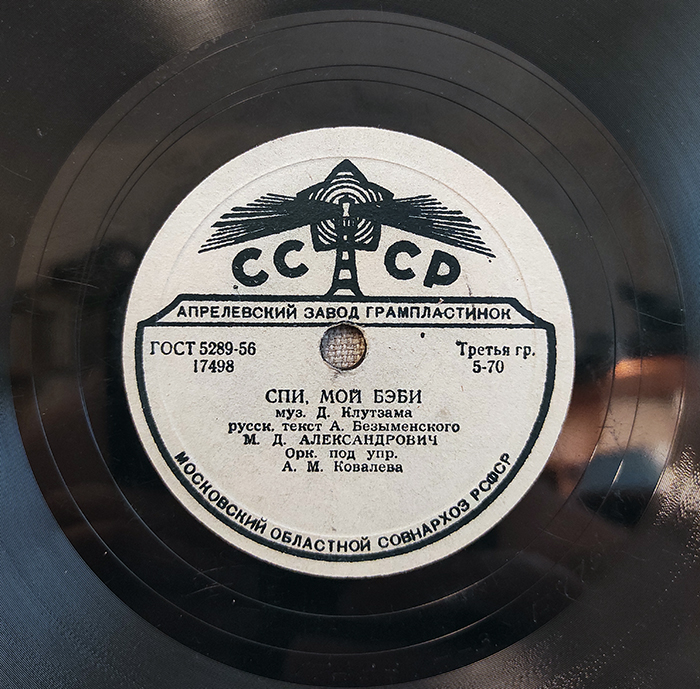 СССР
АПРЕЛЕВСКИЙ ЗАВОД ГРАМПЛАСТИНОК
ГОСТ 5289-56
17498
Третья гр.
5-70
СПИ, МОЙ БЭБИ
муз. Д. Клутзама
русск. текст А. Безыменского
М. Д. АЛЕКСАНДРОВИЧ
Орк. под упр.
А. М. Ковалева
МОСКОВСКИЙ ОБЛАСТНОЙ СОВНАРХОЗ РСФСР